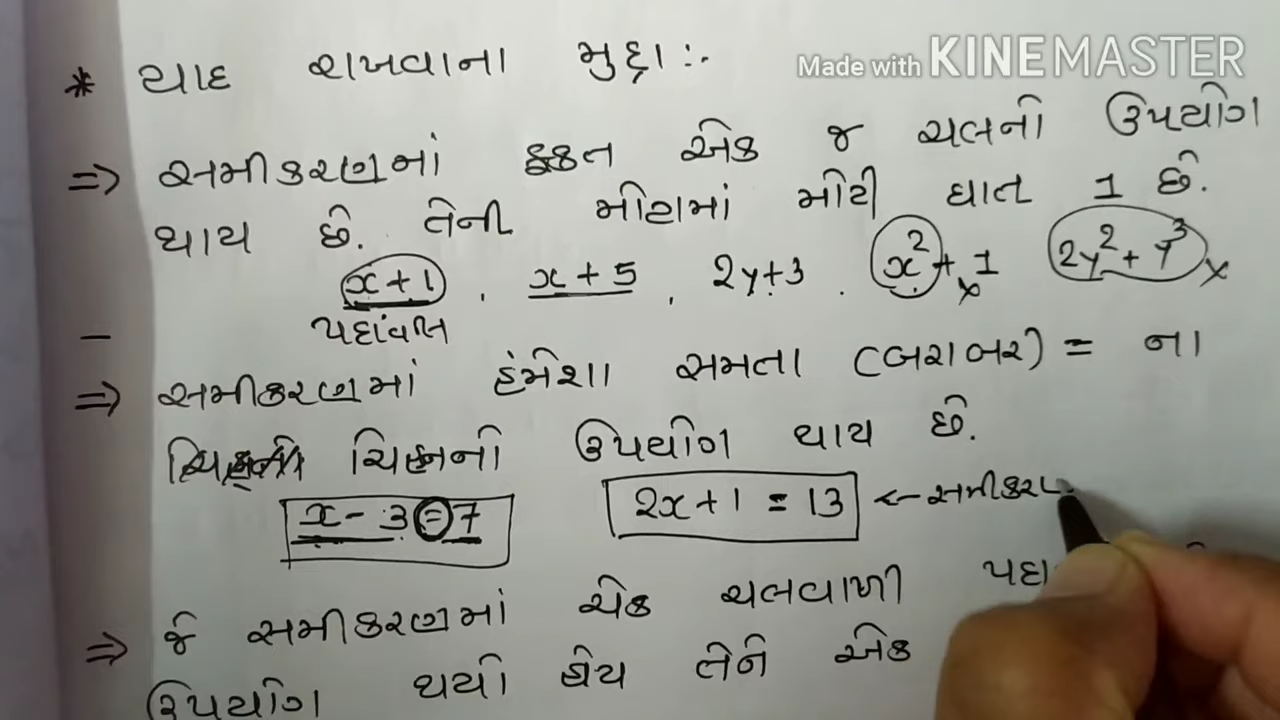 Made with KINEMASTER
* યાદ રાખવાના મુદ્દા :.
=> સમીકરણમાં ફક્ત એક જ ચલનો ઉપયોગ
થાય છે. તેની મોટામાં મોટી ઘાત 1 છે.
x + 1 , x + 5 , 2y + 3 . x² + 1 x 2y² + y³ x
પદાવલિ
=> સમીકરણમાં હંમેશા સમતા (બરાબર) = ના
ચિહ્નનો ઉપયોગ થાય છે.
x - 3 = 7 2x + 1 = 13 <- સમીકરણ
=> જે સમીકરણમાં એક ચલવાળી
ઉપયોગ થયો હોય તેને એક